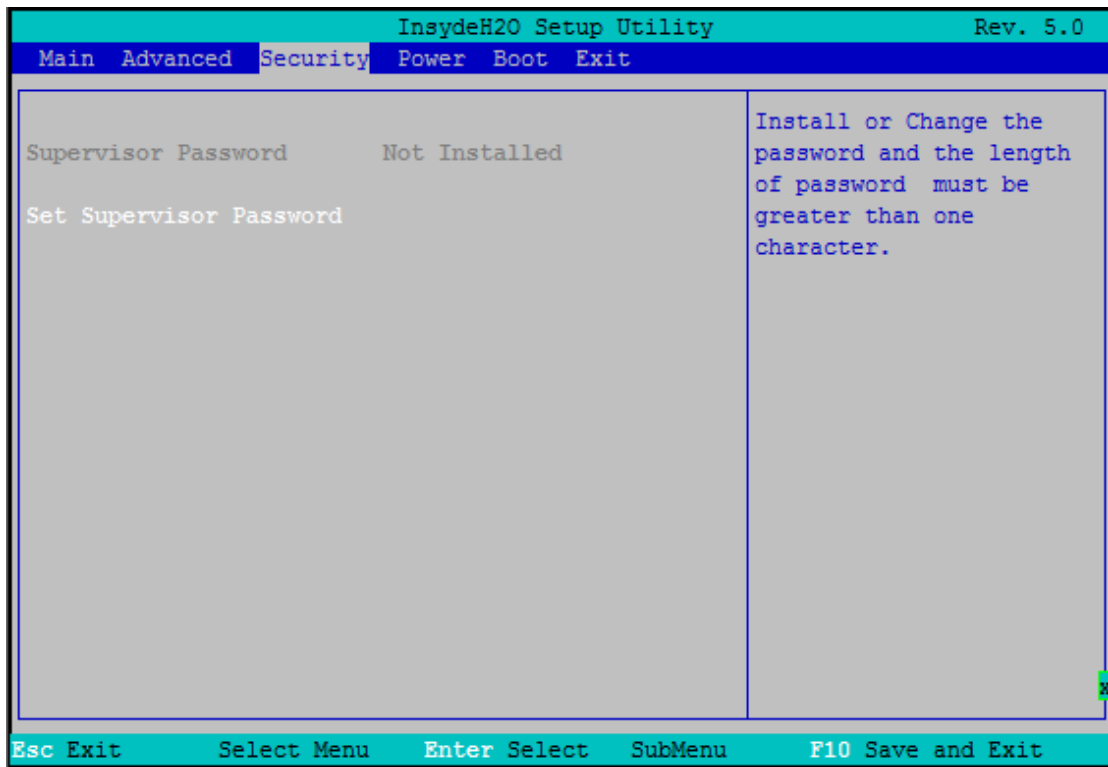 InsydeH2O Setup Utility Rev. 5.0
Main Advanced Security Power Boot Exit
Supervisor Password Not Installed
Set Supervisor Password
Install or Change the
password and the length
of password must be
greater than one
character.
x
Esc Exit Select Menu Enter Select SubMenu F10 Save and Exit